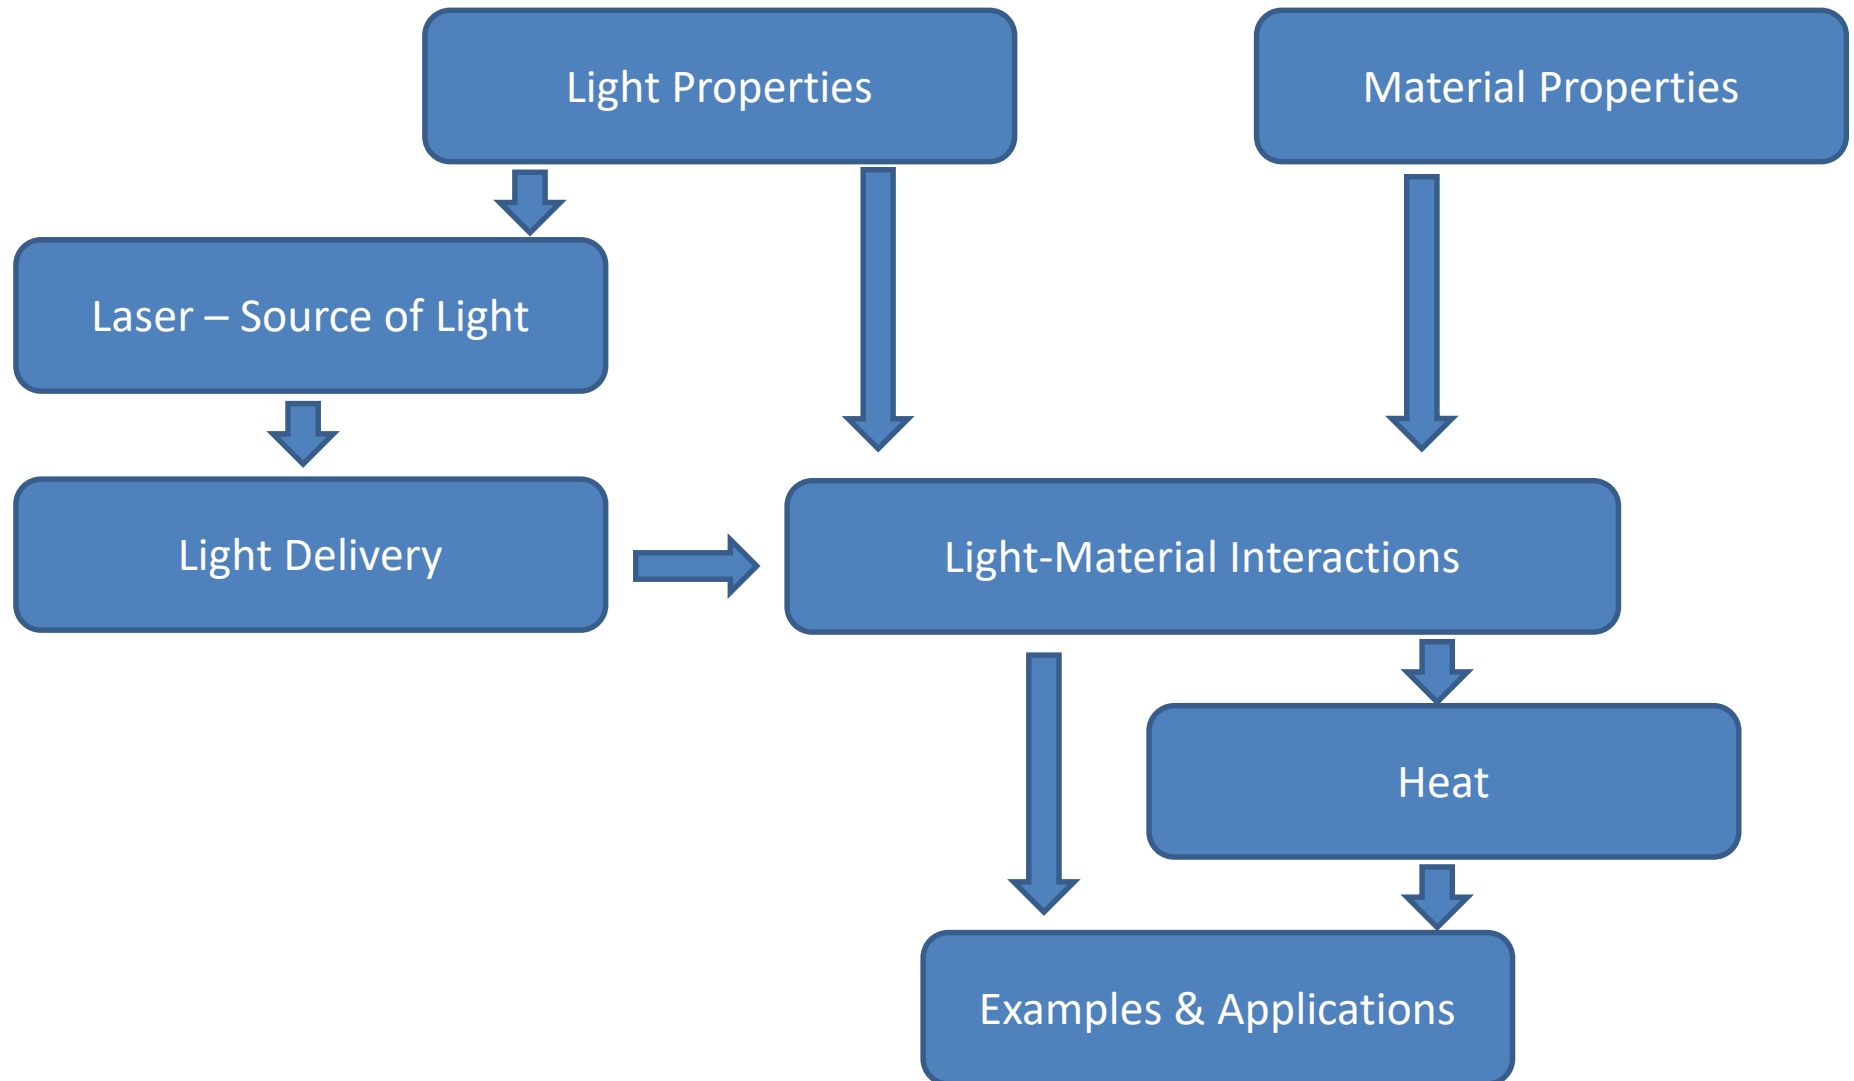 Light Properties
Material Properties
Laser – Source of Light
Light Delivery
Light-Material Interactions
Heat
Examples & Applications